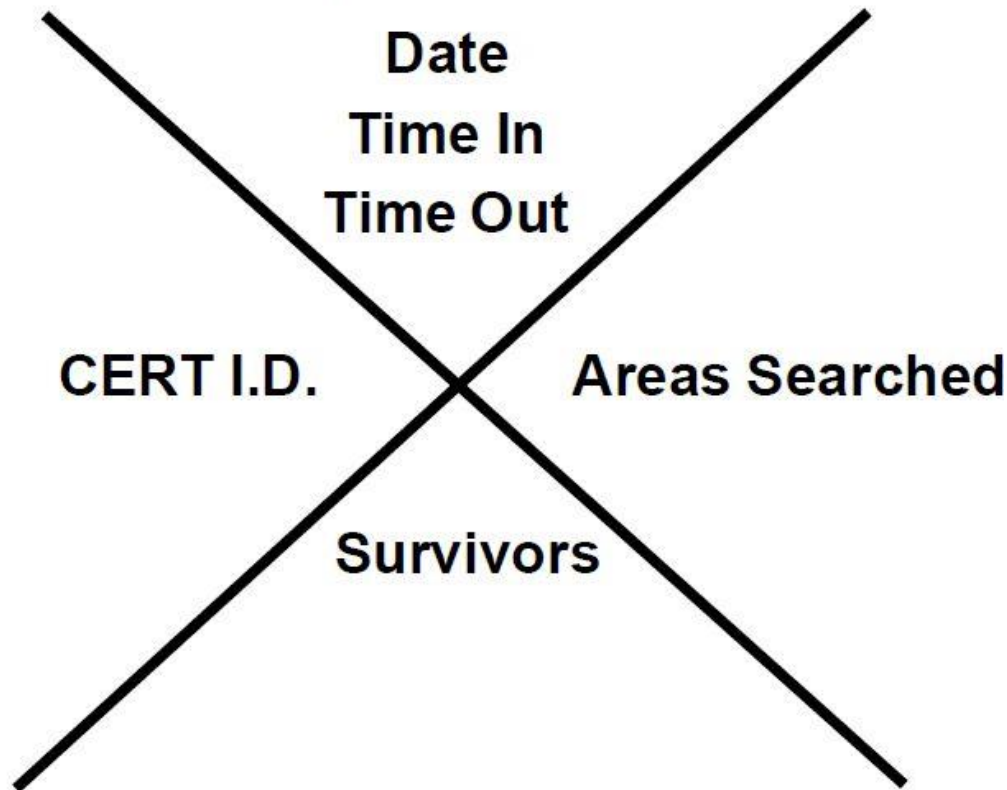 Date
Time In
Time Out
CERT I.D.
Areas Searched
Survivors